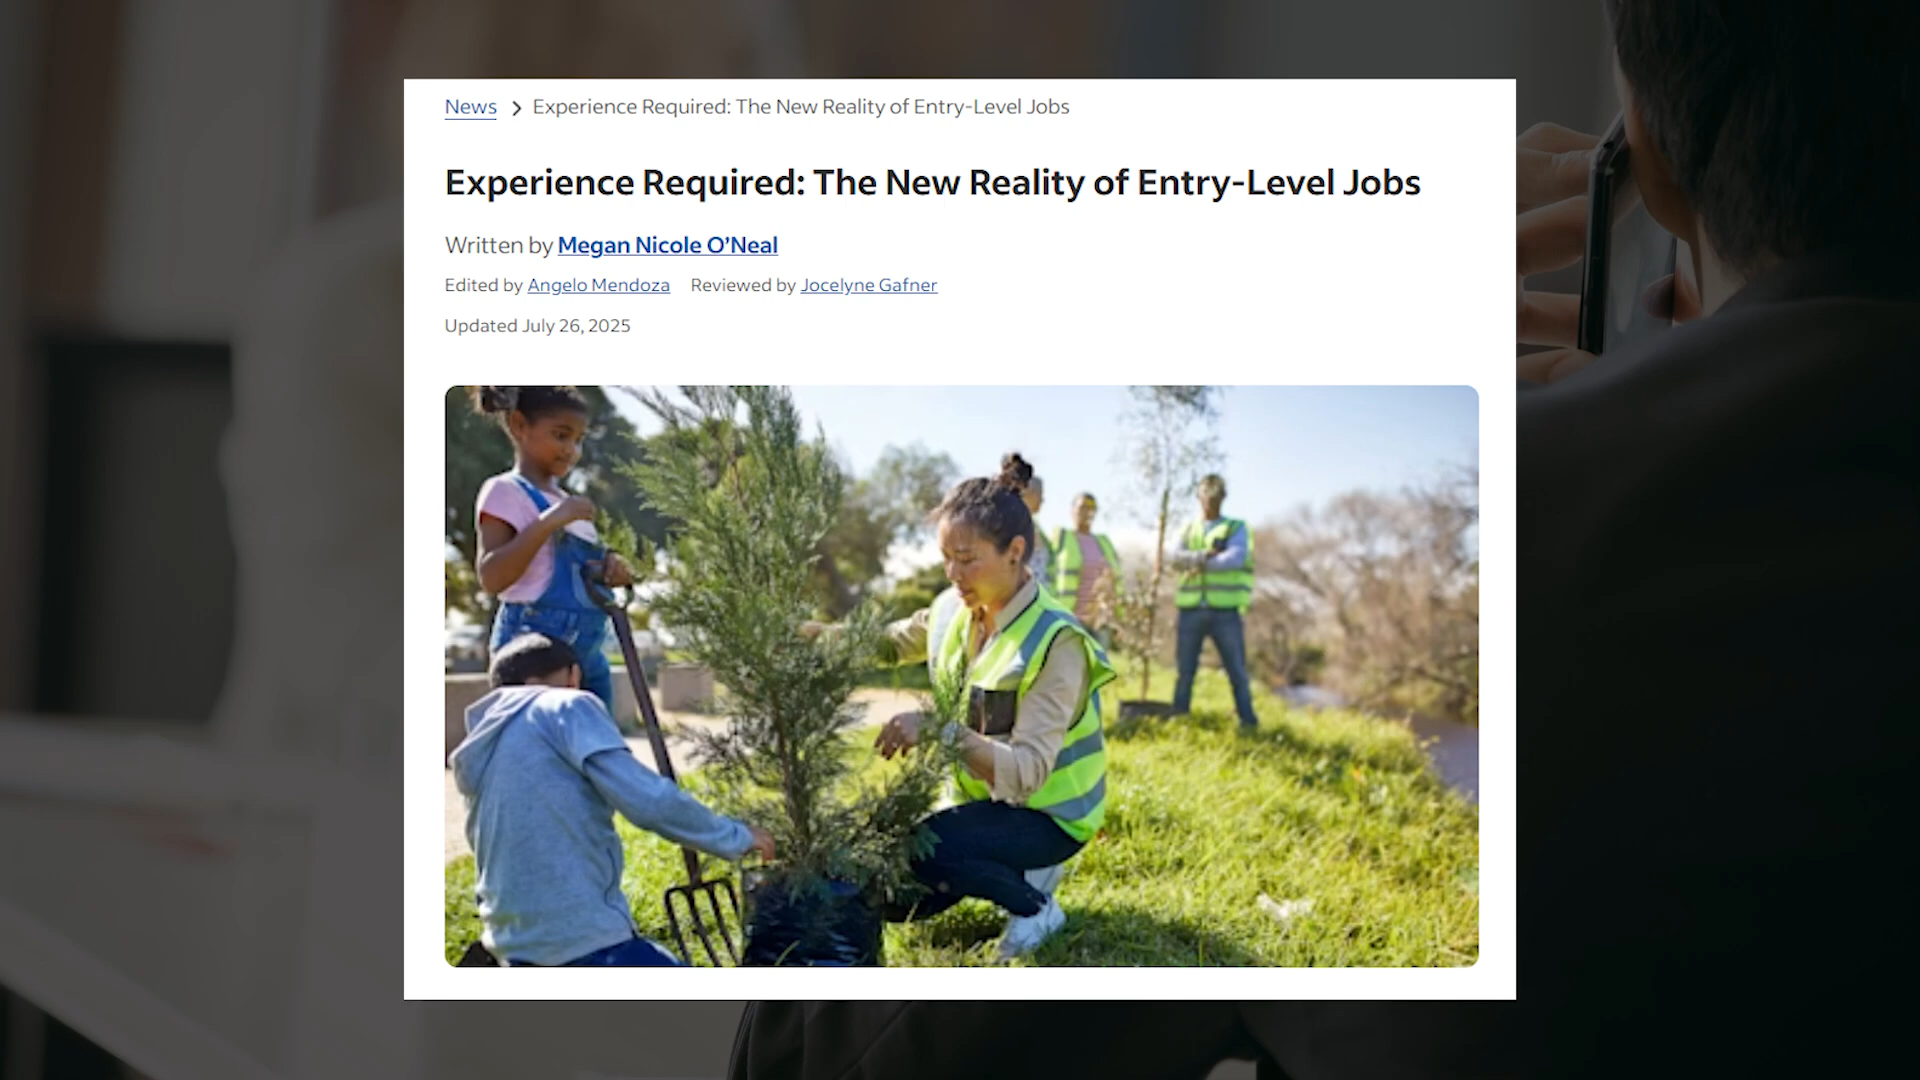 News > Experience Required: The New Reality of Entry-Level Jobs
Experience Required: The New Reality of Entry-Level Jobs
Written by Megan Nicole O’Neal
Edited by Angelo Mendoza Reviewed by Jocelyne Gafner
Updated July 26, 2025